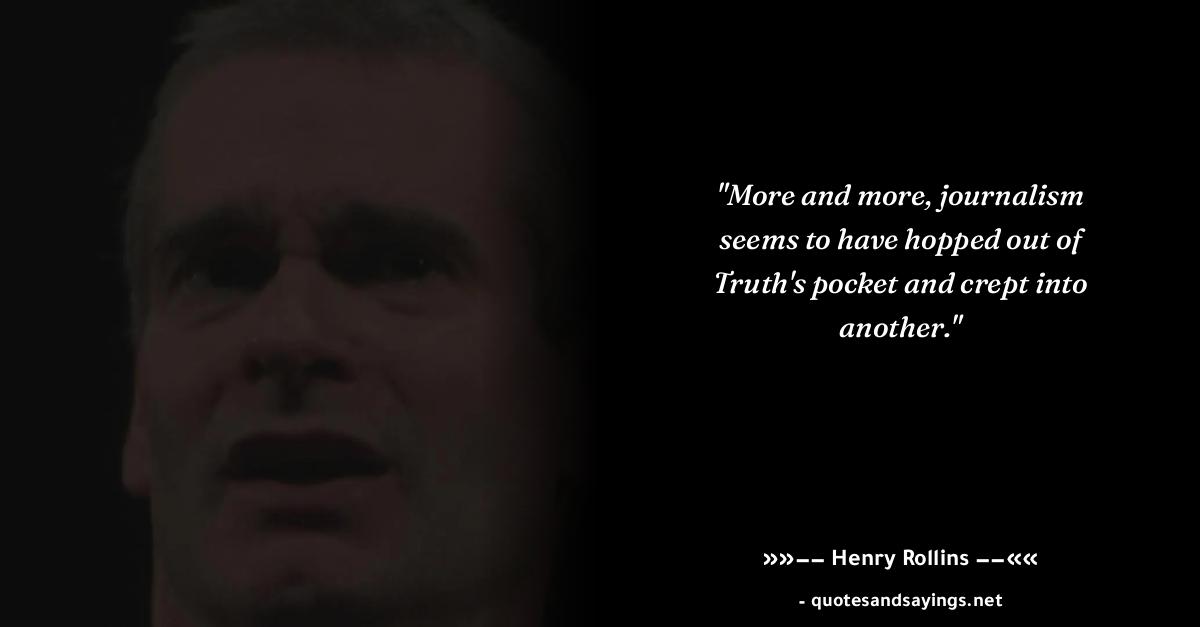 "More and more, journalism
seems to have hopped out of
Truth's pocket and crept into
another."
»»–– Henry Rollins ––««
- quotesandsayings.net